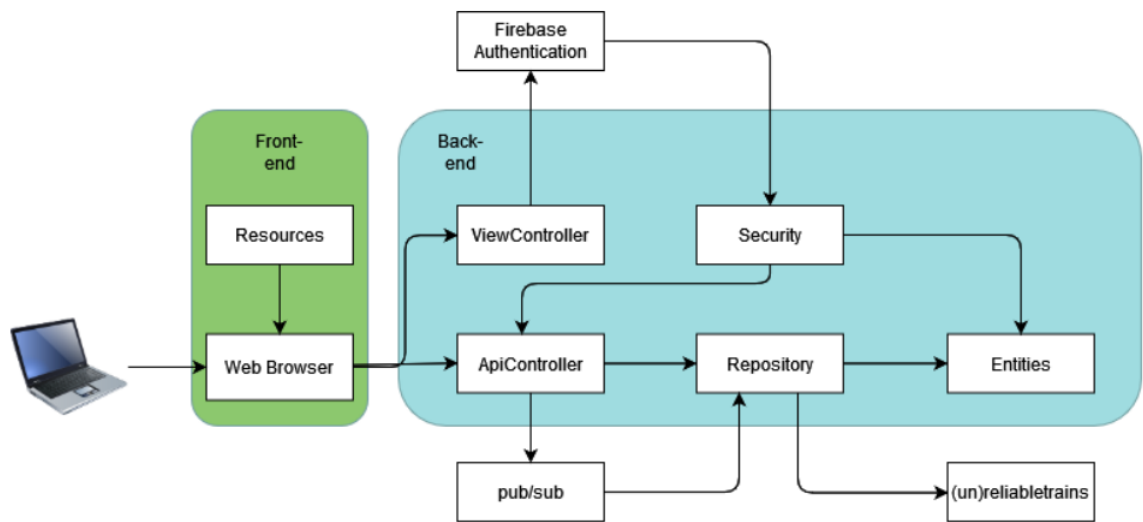 Firebase
Authentication
Front-
end
Back-
end
Resources
ViewController
Security
Web Browser
ApiController
Repository
Entities
pub/sub
(un)reliabletrains